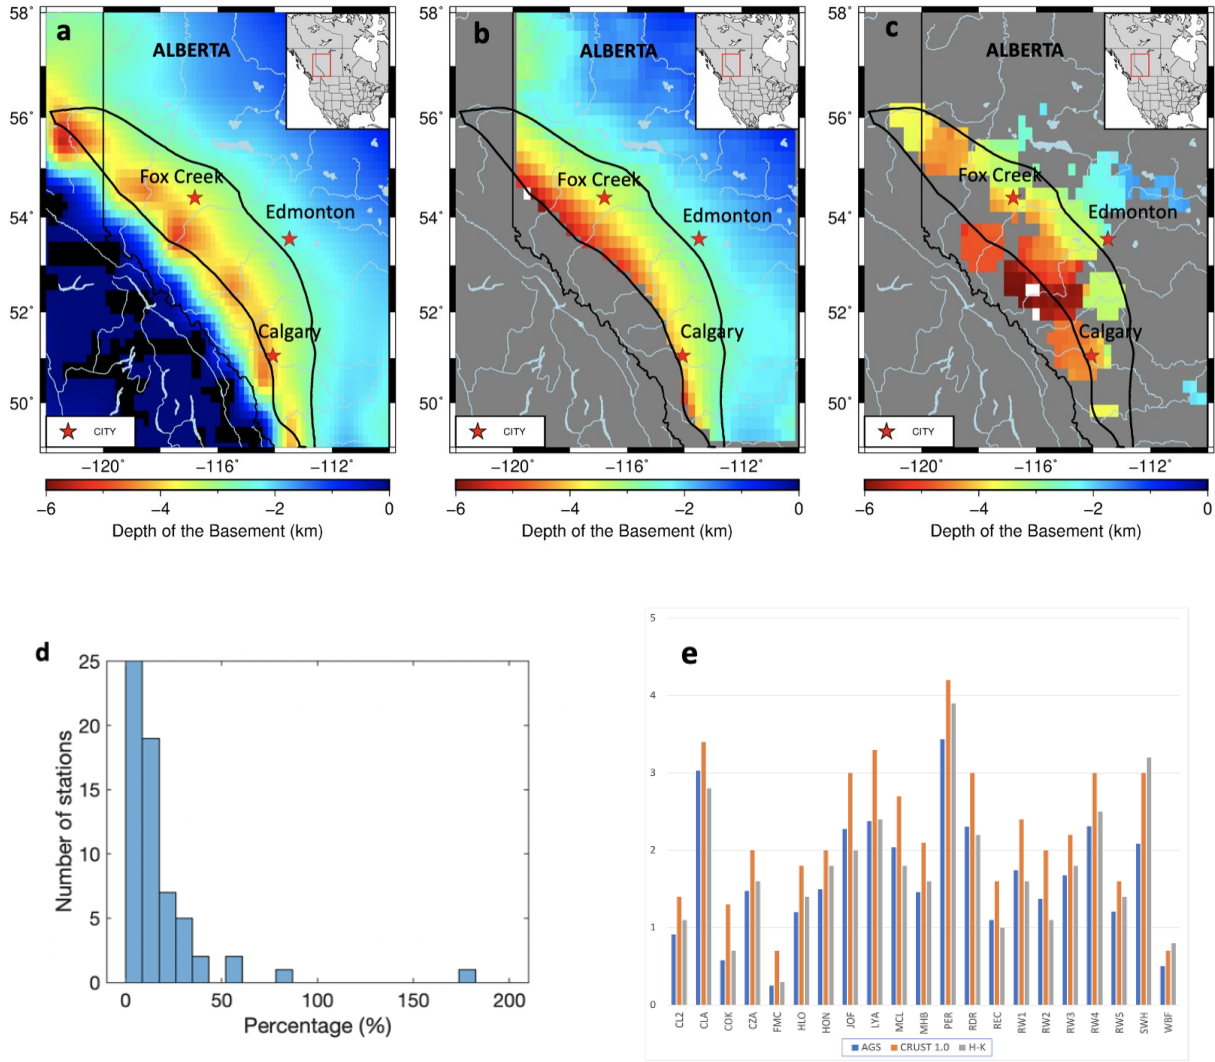 a
ALBERTA
58°
56°
54°
52°
50°
Fox Creek
Edmonton
Calgary
CITY
−120°
−116°
−112°
−6
−4
−2
0
Depth of the Basement (km)
b
ALBERTA
58°
56°
54°
52°
50°
Fox Creek
Edmonton
Calgary
CITY
−120°
−116°
−112°
−6
−4
−2
0
Depth of the Basement (km)
c
ALBERTA
58°
56°
54°
52°
50°
Fox Creek
Edmonton
Calgary
CITY
−120°
−116°
−112°
−6
−4
−2
0
Depth of the Basement (km)
d
Number of stations
25
20
15
10
5
0
0
50
100
150
200
Percentage (%)
e
5
4
3
2
1
0
CL2
CLA
COK
CZA
FMC
HLO
HON
JOF
LYA
MCL
MHB
PER
RDR
REC
RW1
RW2
RW3
RW4
RW5
SWH
WBF
AGS CRUST 1.0 H-K